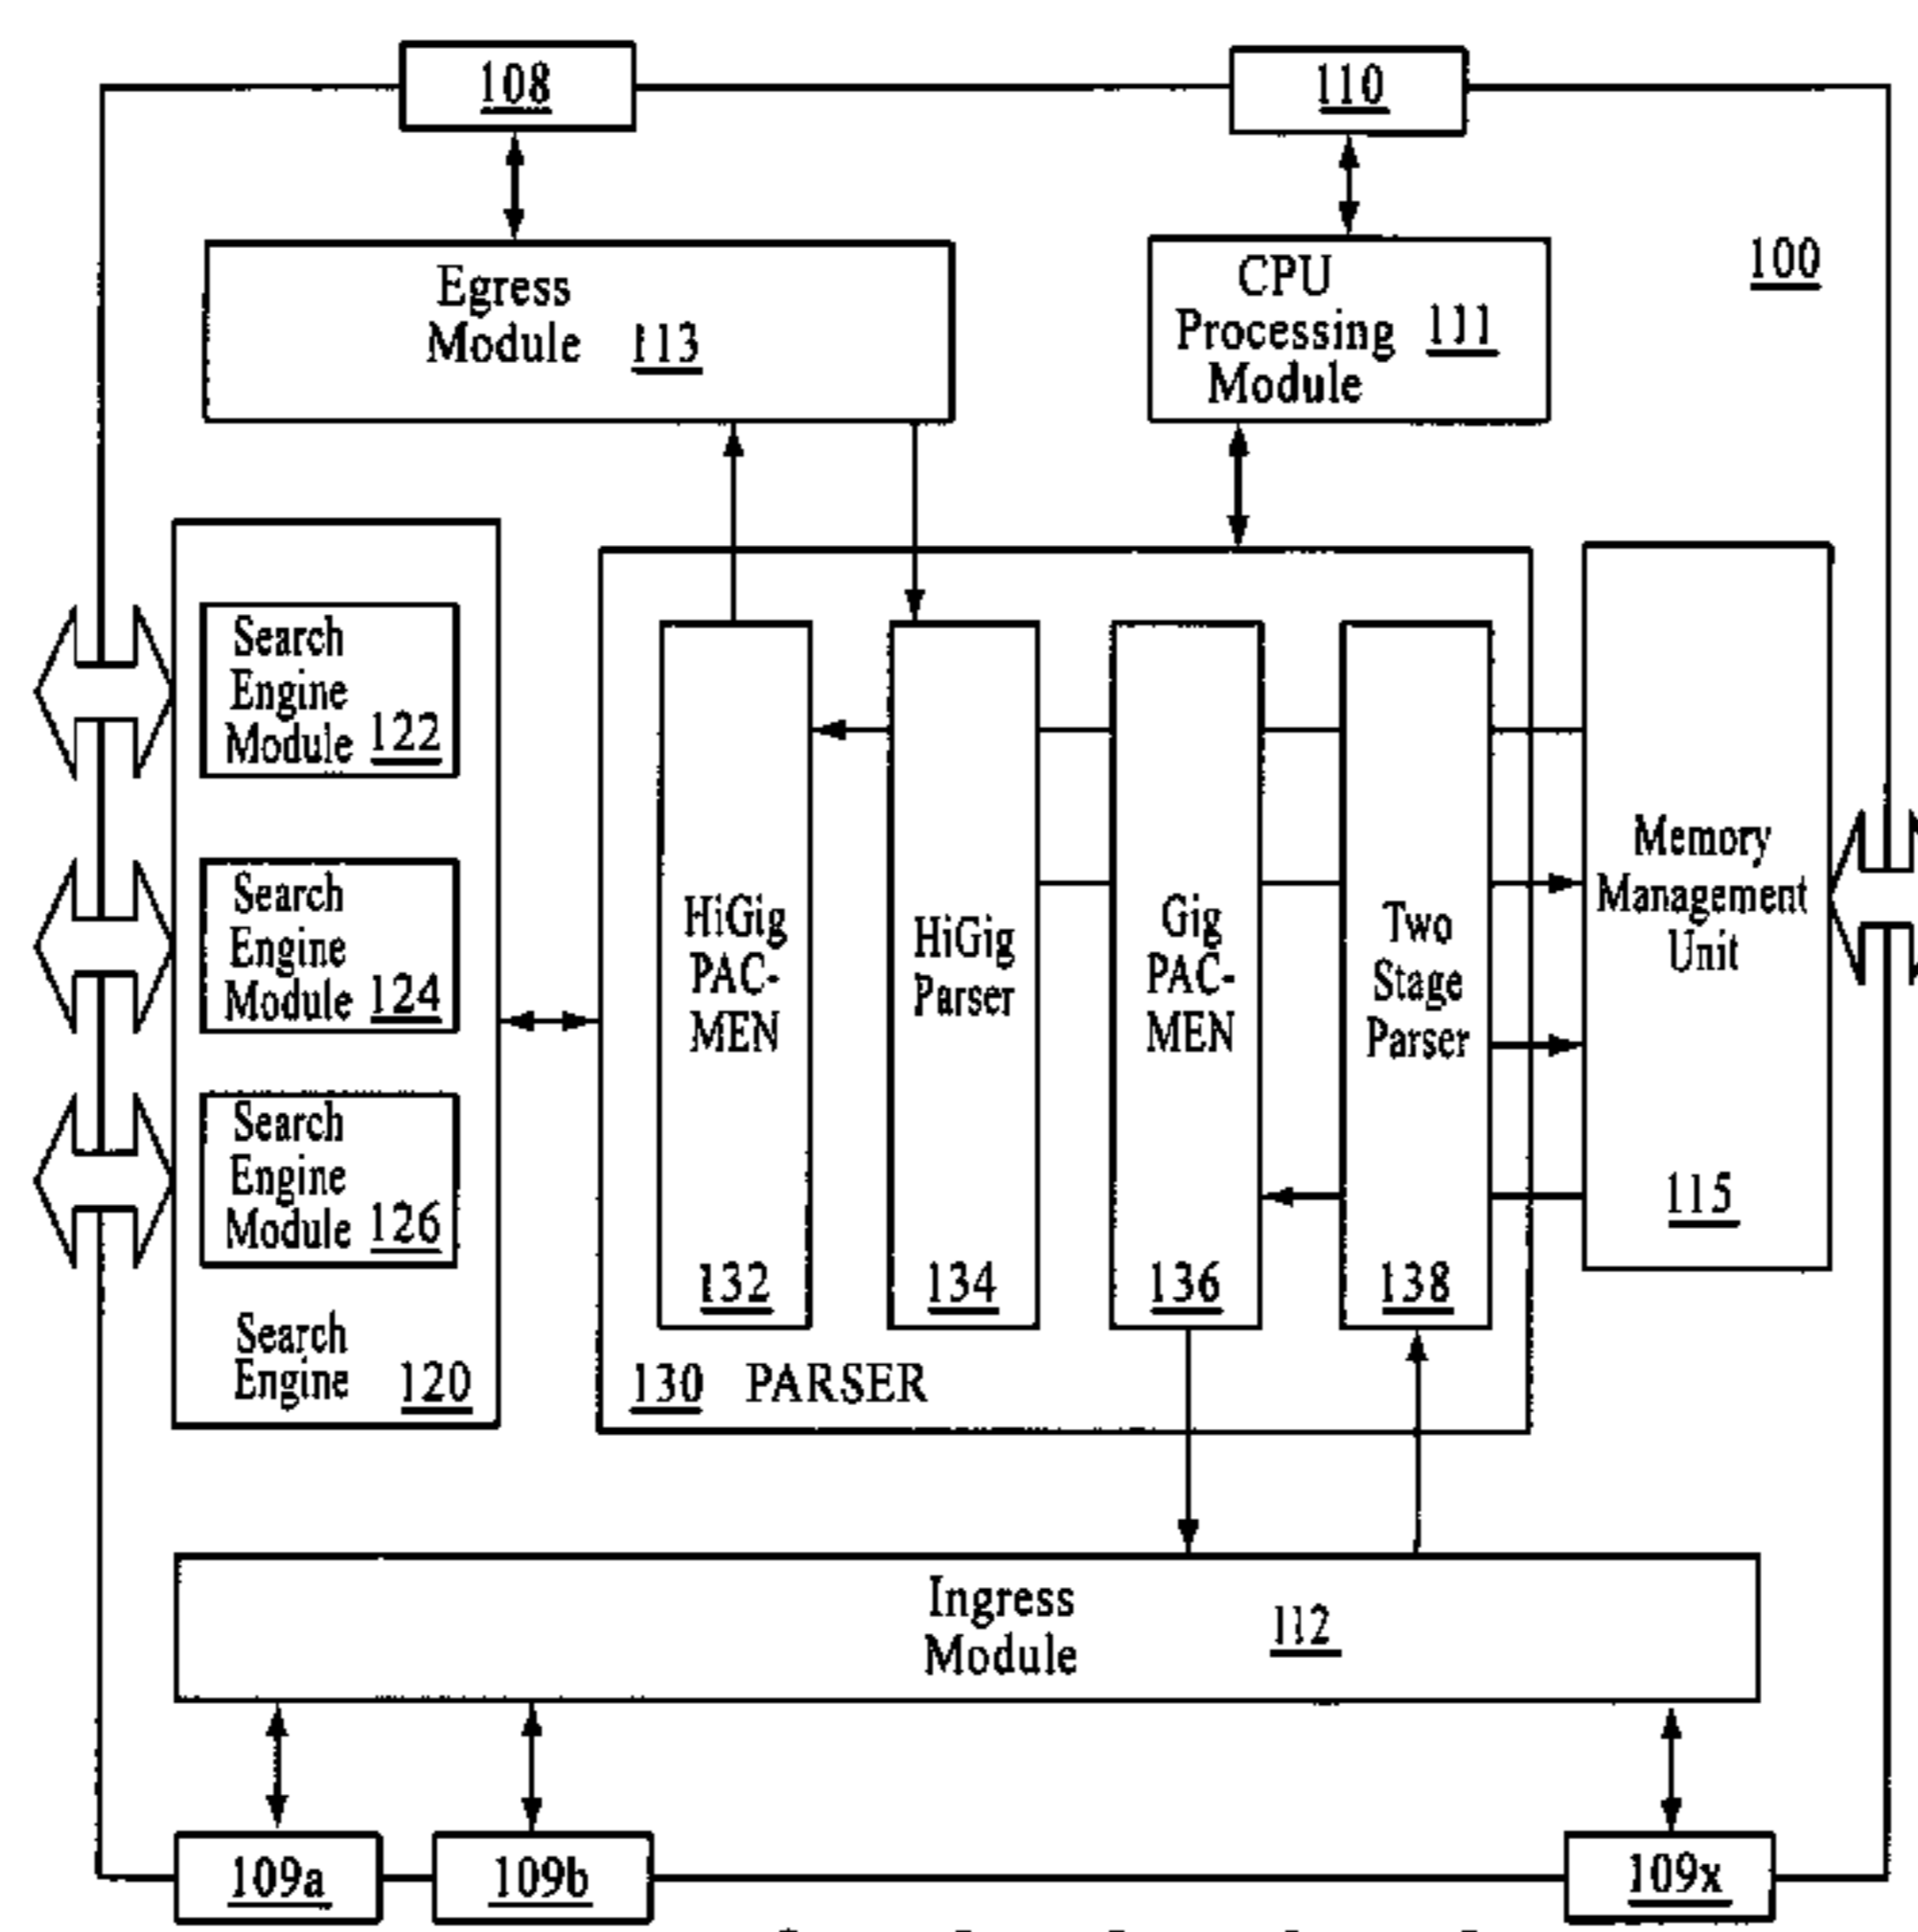 108
110
100
Egress
Module 113
CPU
Processing 111
Module
Search
Engine
Module 122
Search
Engine
Module 124
Search
Engine
Module 126
Search
Engine 120
HiGig
PAC-
MEN
132
HiGig
Parser
134
Gig
PAC-
MEN
136
Two
Stage
Parser
138
130 PARSER
Memory
Management
Unit
115
Ingress
Module 112
109a
109b
109x